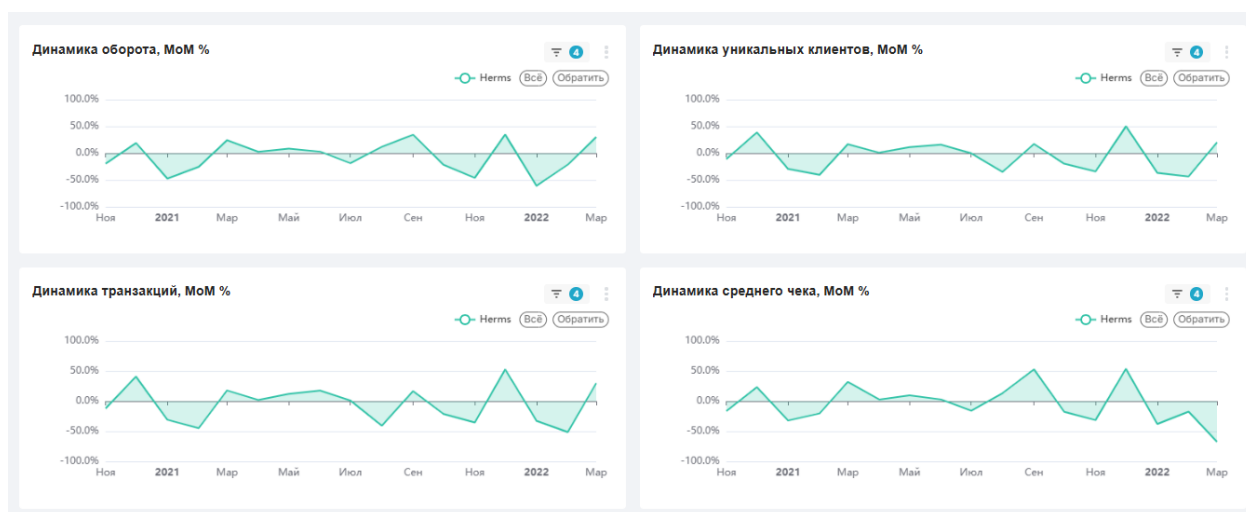 Динамика оборота, MoM %
4
Herms Всё Обратить
100.0%
50.0%
0.0%
-50.0%
-100.0%
Ноя 2021 Мар Май Июл Сен Ноя 2022 Мар
Динамика уникальных клиентов, MoM %
4
Herms Всё Обратить
100.0%
50.0%
0.0%
-50.0%
-100.0%
Ноя 2021 Мар Май Июл Сен Ноя 2022 Мар
Динамика транзакций, MoM %
4
Herms Всё Обратить
100.0%
50.0%
0.0%
-50.0%
-100.0%
Ноя 2021 Мар Май Июл Сен Ноя 2022 Мар
Динамика среднего чека, MoM %
4
Herms Всё Обратить
100.0%
50.0%
0.0%
-50.0%
-100.0%
Ноя 2021 Мар Май Июл Сен Ноя 2022 Мар